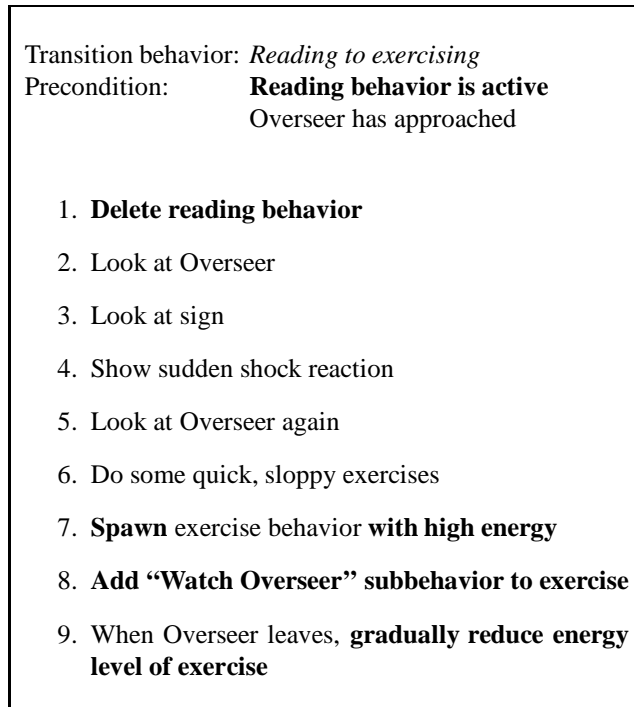 Transition behavior: Reading to exercising
Precondition: Reading behavior is active
Overseer has approached
1. Delete reading behavior
2. Look at Overseer
3. Look at sign
4. Show sudden shock reaction
5. Look at Overseer again
6. Do some quick, sloppy exercises
7. Spawn exercise behavior with high energy
8. Add “Watch Overseer” subbehavior to exercise
9. When Overseer leaves, gradually reduce energy
level of exercise